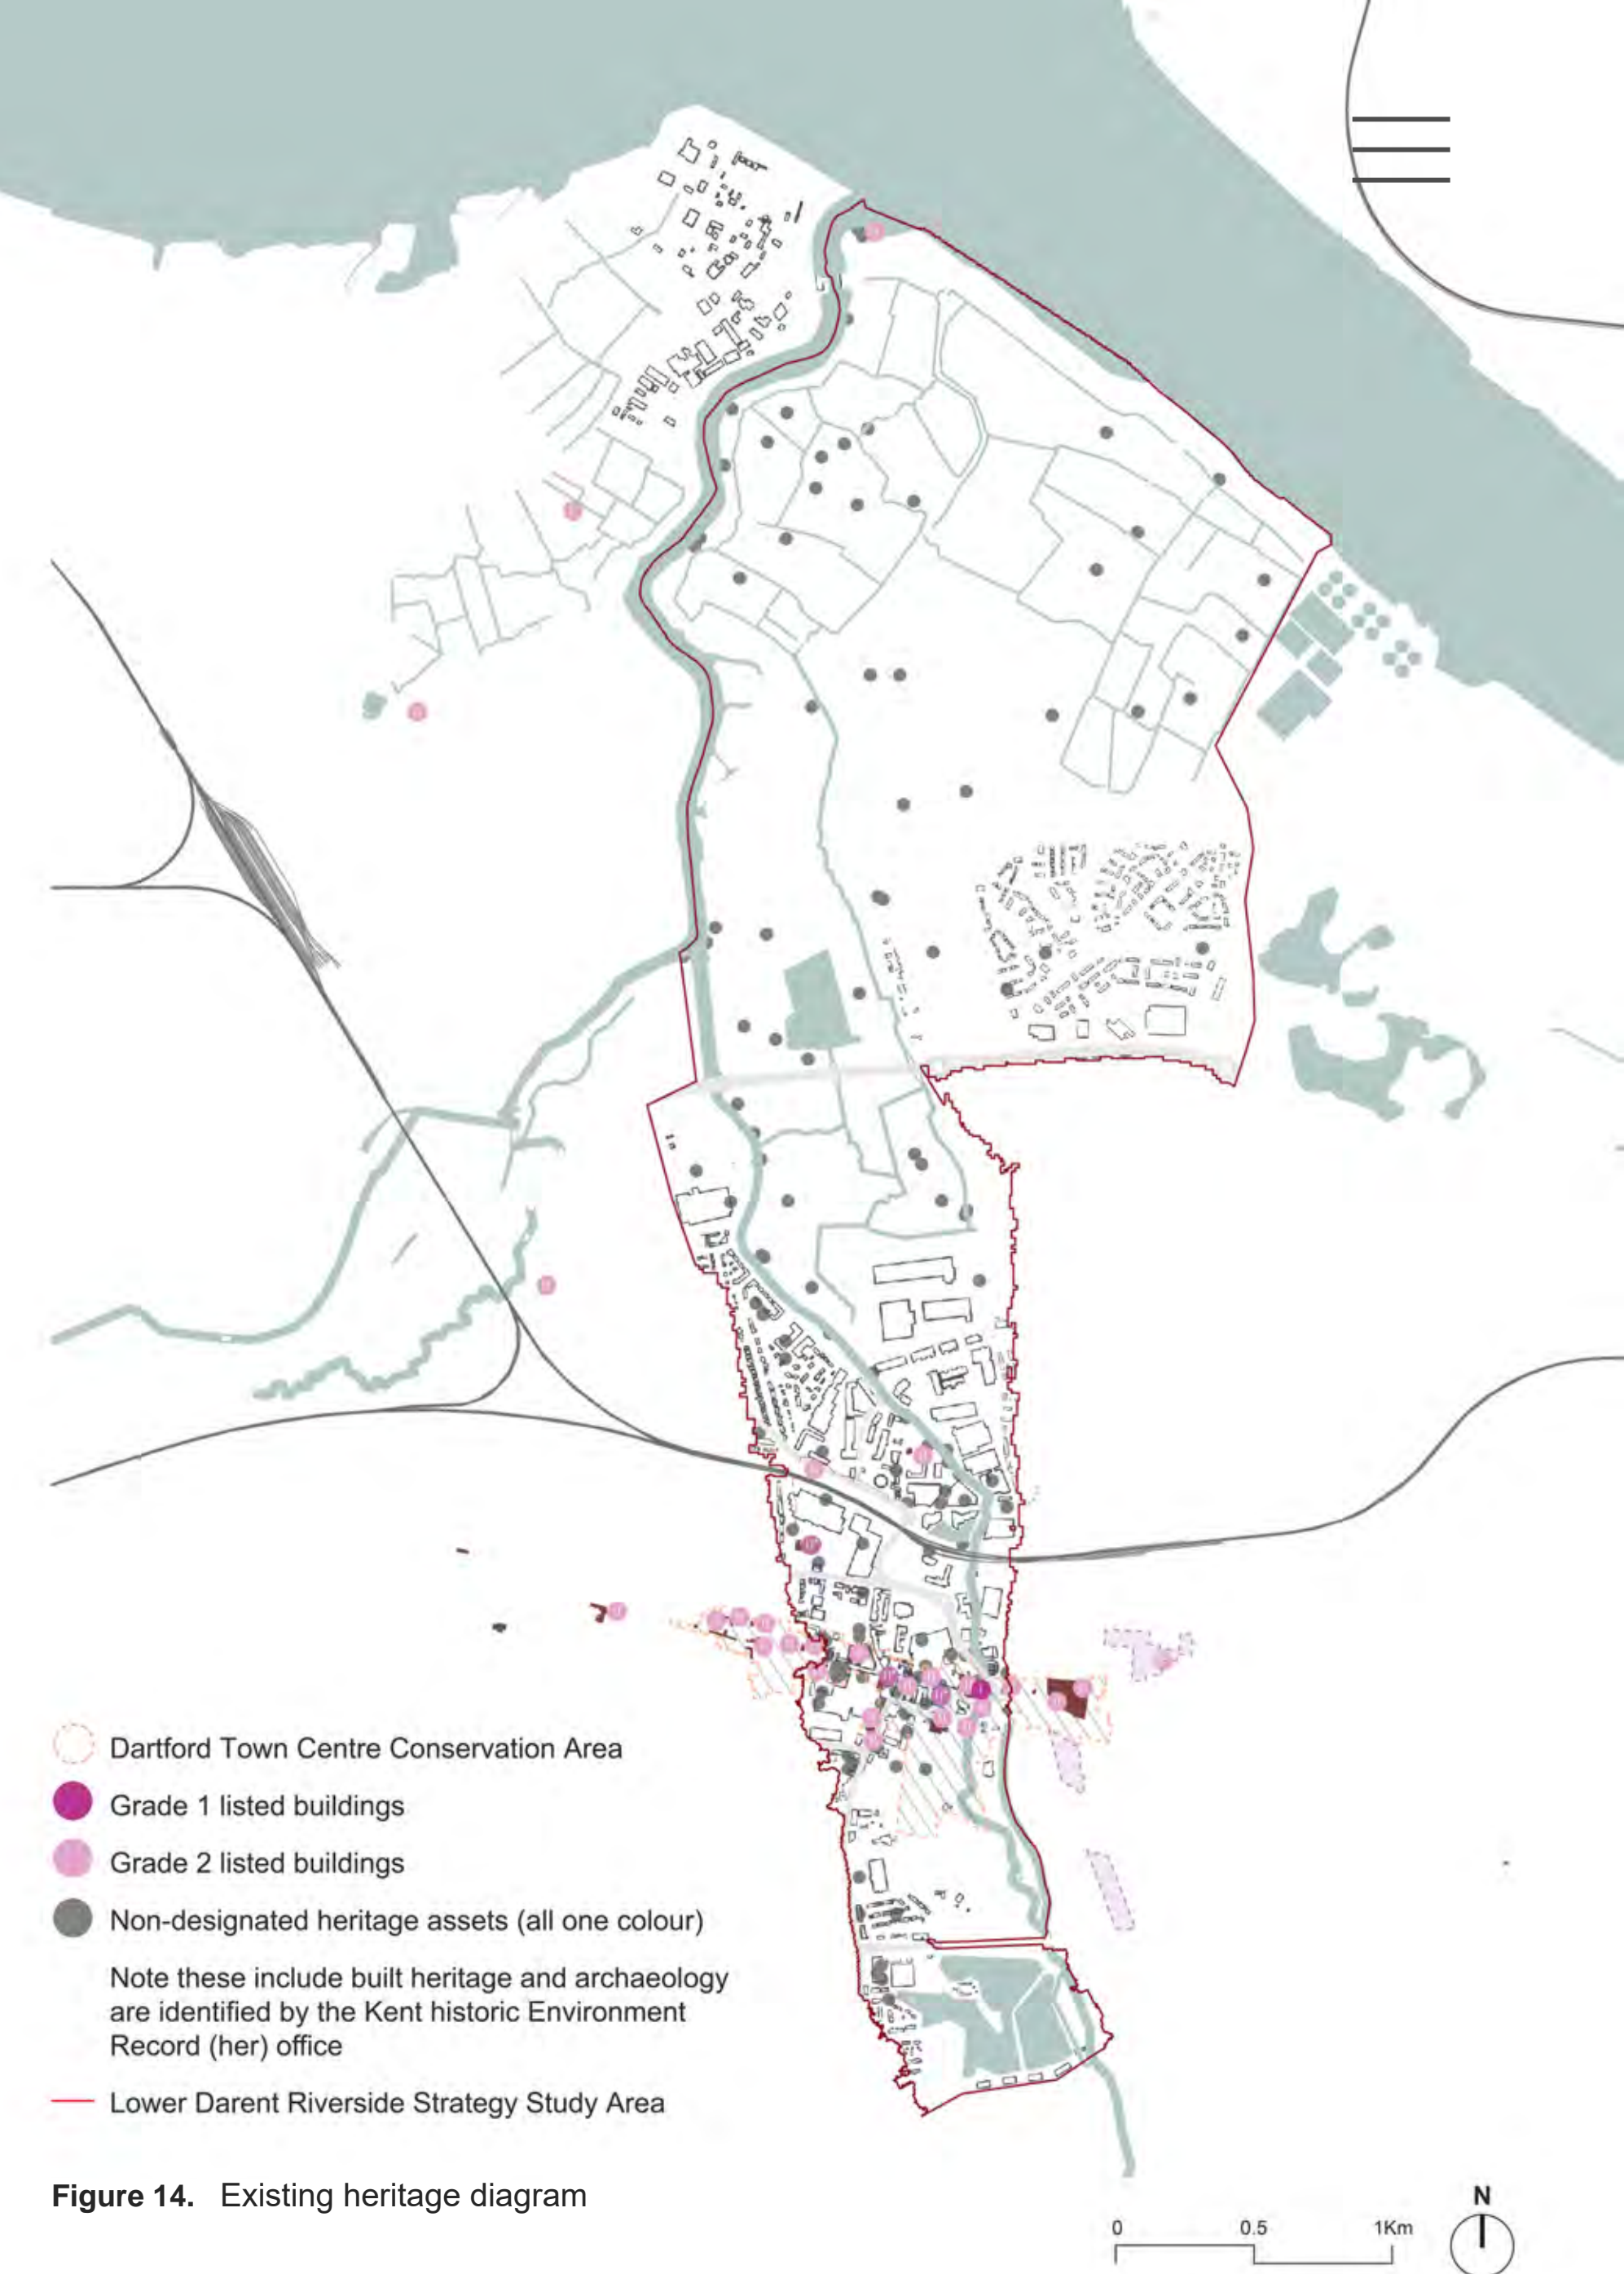 Dartford Town Centre Conservation Area
Grade 1 listed buildings
Grade 2 listed buildings
Non-designated heritage assets (all one colour)
Note these include built heritage and archaeology
are identified by the Kent historic Environment
Record (her) office
Lower Darent Riverside Strategy Study Area
Figure 14. Existing heritage diagram
N
0 0.5 1Km